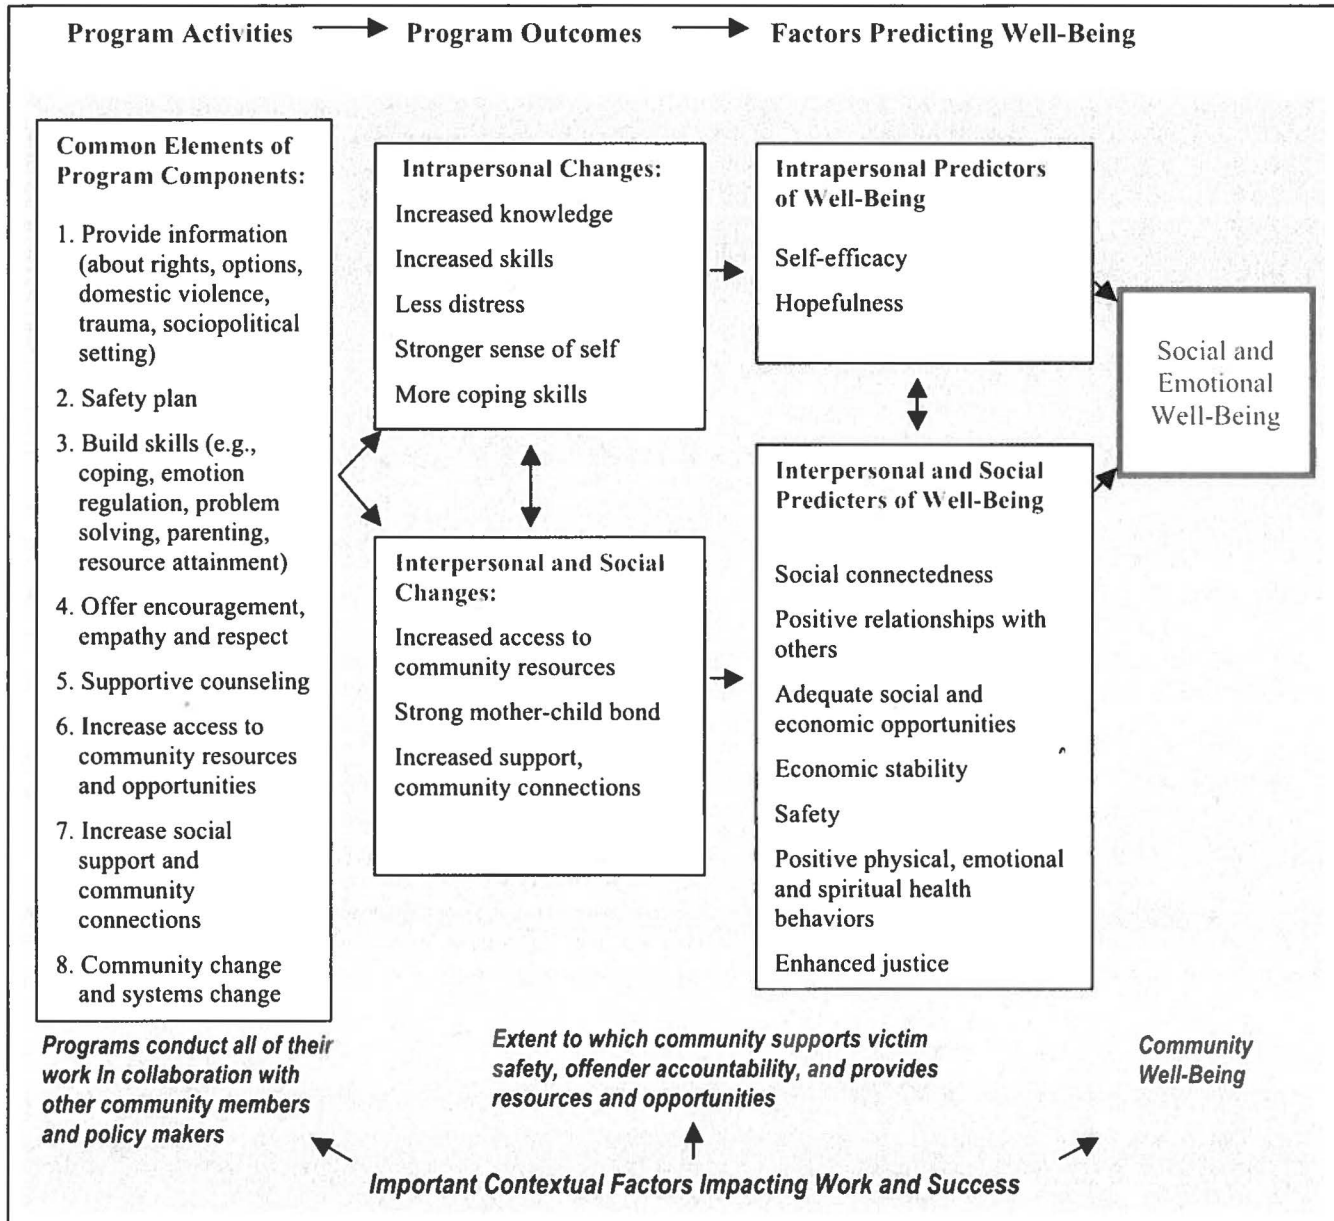 Program Activities
Program Outcomes
Factors Predicting Well-Being
Common Elements of
Program Components:
1. Provide information
(about rights, options,
domestic violence,
trauma, sociopolitical
setting)
2. Safety plan
3. Build skills (e.g.,
coping, emotion
regulation, problem
solving, parenting,
resource attainment)
4. Offer encouragement,
empathy and respect
5. Supportive counseling
6. Increase access to
community resources
and opportunities
7. Increase social
support and
community
connections
8. Community change
and systems change
Intrapersonal Changes:
Increased knowledge
Increased skills
Less distress
Stronger sense of self
More coping skills
Interpersonal and Social
Changes:
Increased access to
community resources
Strong mother-child bond
Increased support,
community connections
Intrapersonal Predictors
of Well-Being
Self-efficacy
Hopefulness
Interpersonal and Social
Predicters of Well-Being
Social connectedness
Positive relationships with
others
Adequate social and
economic opportunities
Economic stability
Safety
Positive physical, emotional
and spiritual health
behaviors
Enhanced justice
Social and
Emotional
Well-Being
Programs conduct all of their
work In collaboration with
other community members
and policy makers
Extent to which community supports victim
safety, offender accountability, and provides
resources and opportunities
Community
Well-Being
Important Contextual Factors Impacting Work and Success